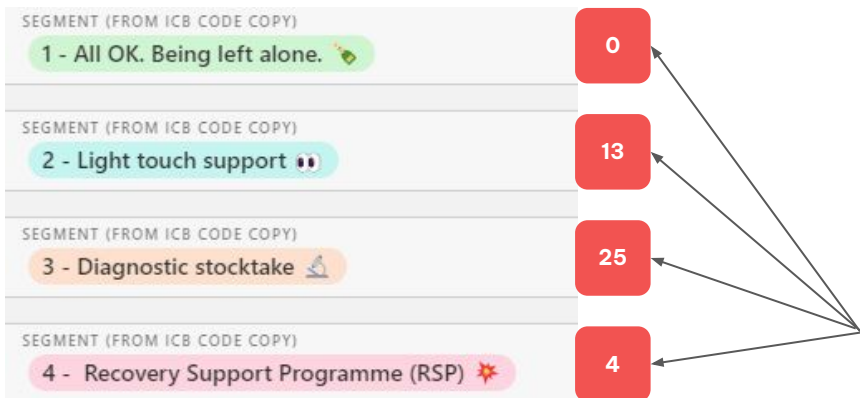 SEGMENT (FROM ICB CODE COPY)
1 - All OK. Being left alone. 🍾
0
SEGMENT (FROM ICB CODE COPY)
2 - Light touch support 👀
13
SEGMENT (FROM ICB CODE COPY)
3 - Diagnostic stocktake 🔬
25
SEGMENT (FROM ICB CODE COPY)
4 - Recovery Support Programme (RSP) 💥
4